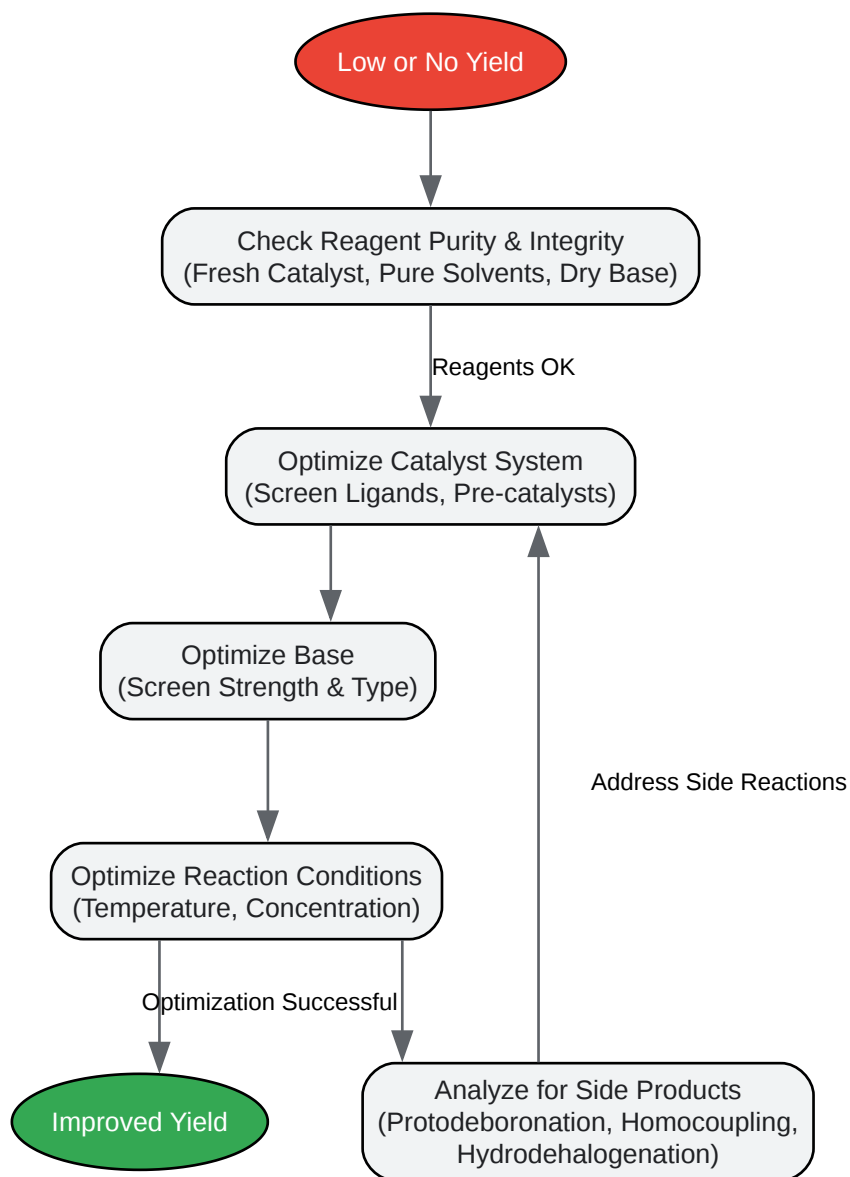 Low or No Yield
Check Reagent Purity & Integrity
(Fresh Catalyst, Pure Solvents, Dry Base)
Reagents OK
Optimize Catalyst System
(Screen Ligands, Pre-catalysts)
Optimize Base
(Screen Strength & Type)
Address Side Reactions
Optimize Reaction Conditions
(Temperature, Concentration)
Optimization Successful
Improved Yield
Analyze for Side Products
(Protodeboronation, Homocoupling,
Hydrodehalogenation)